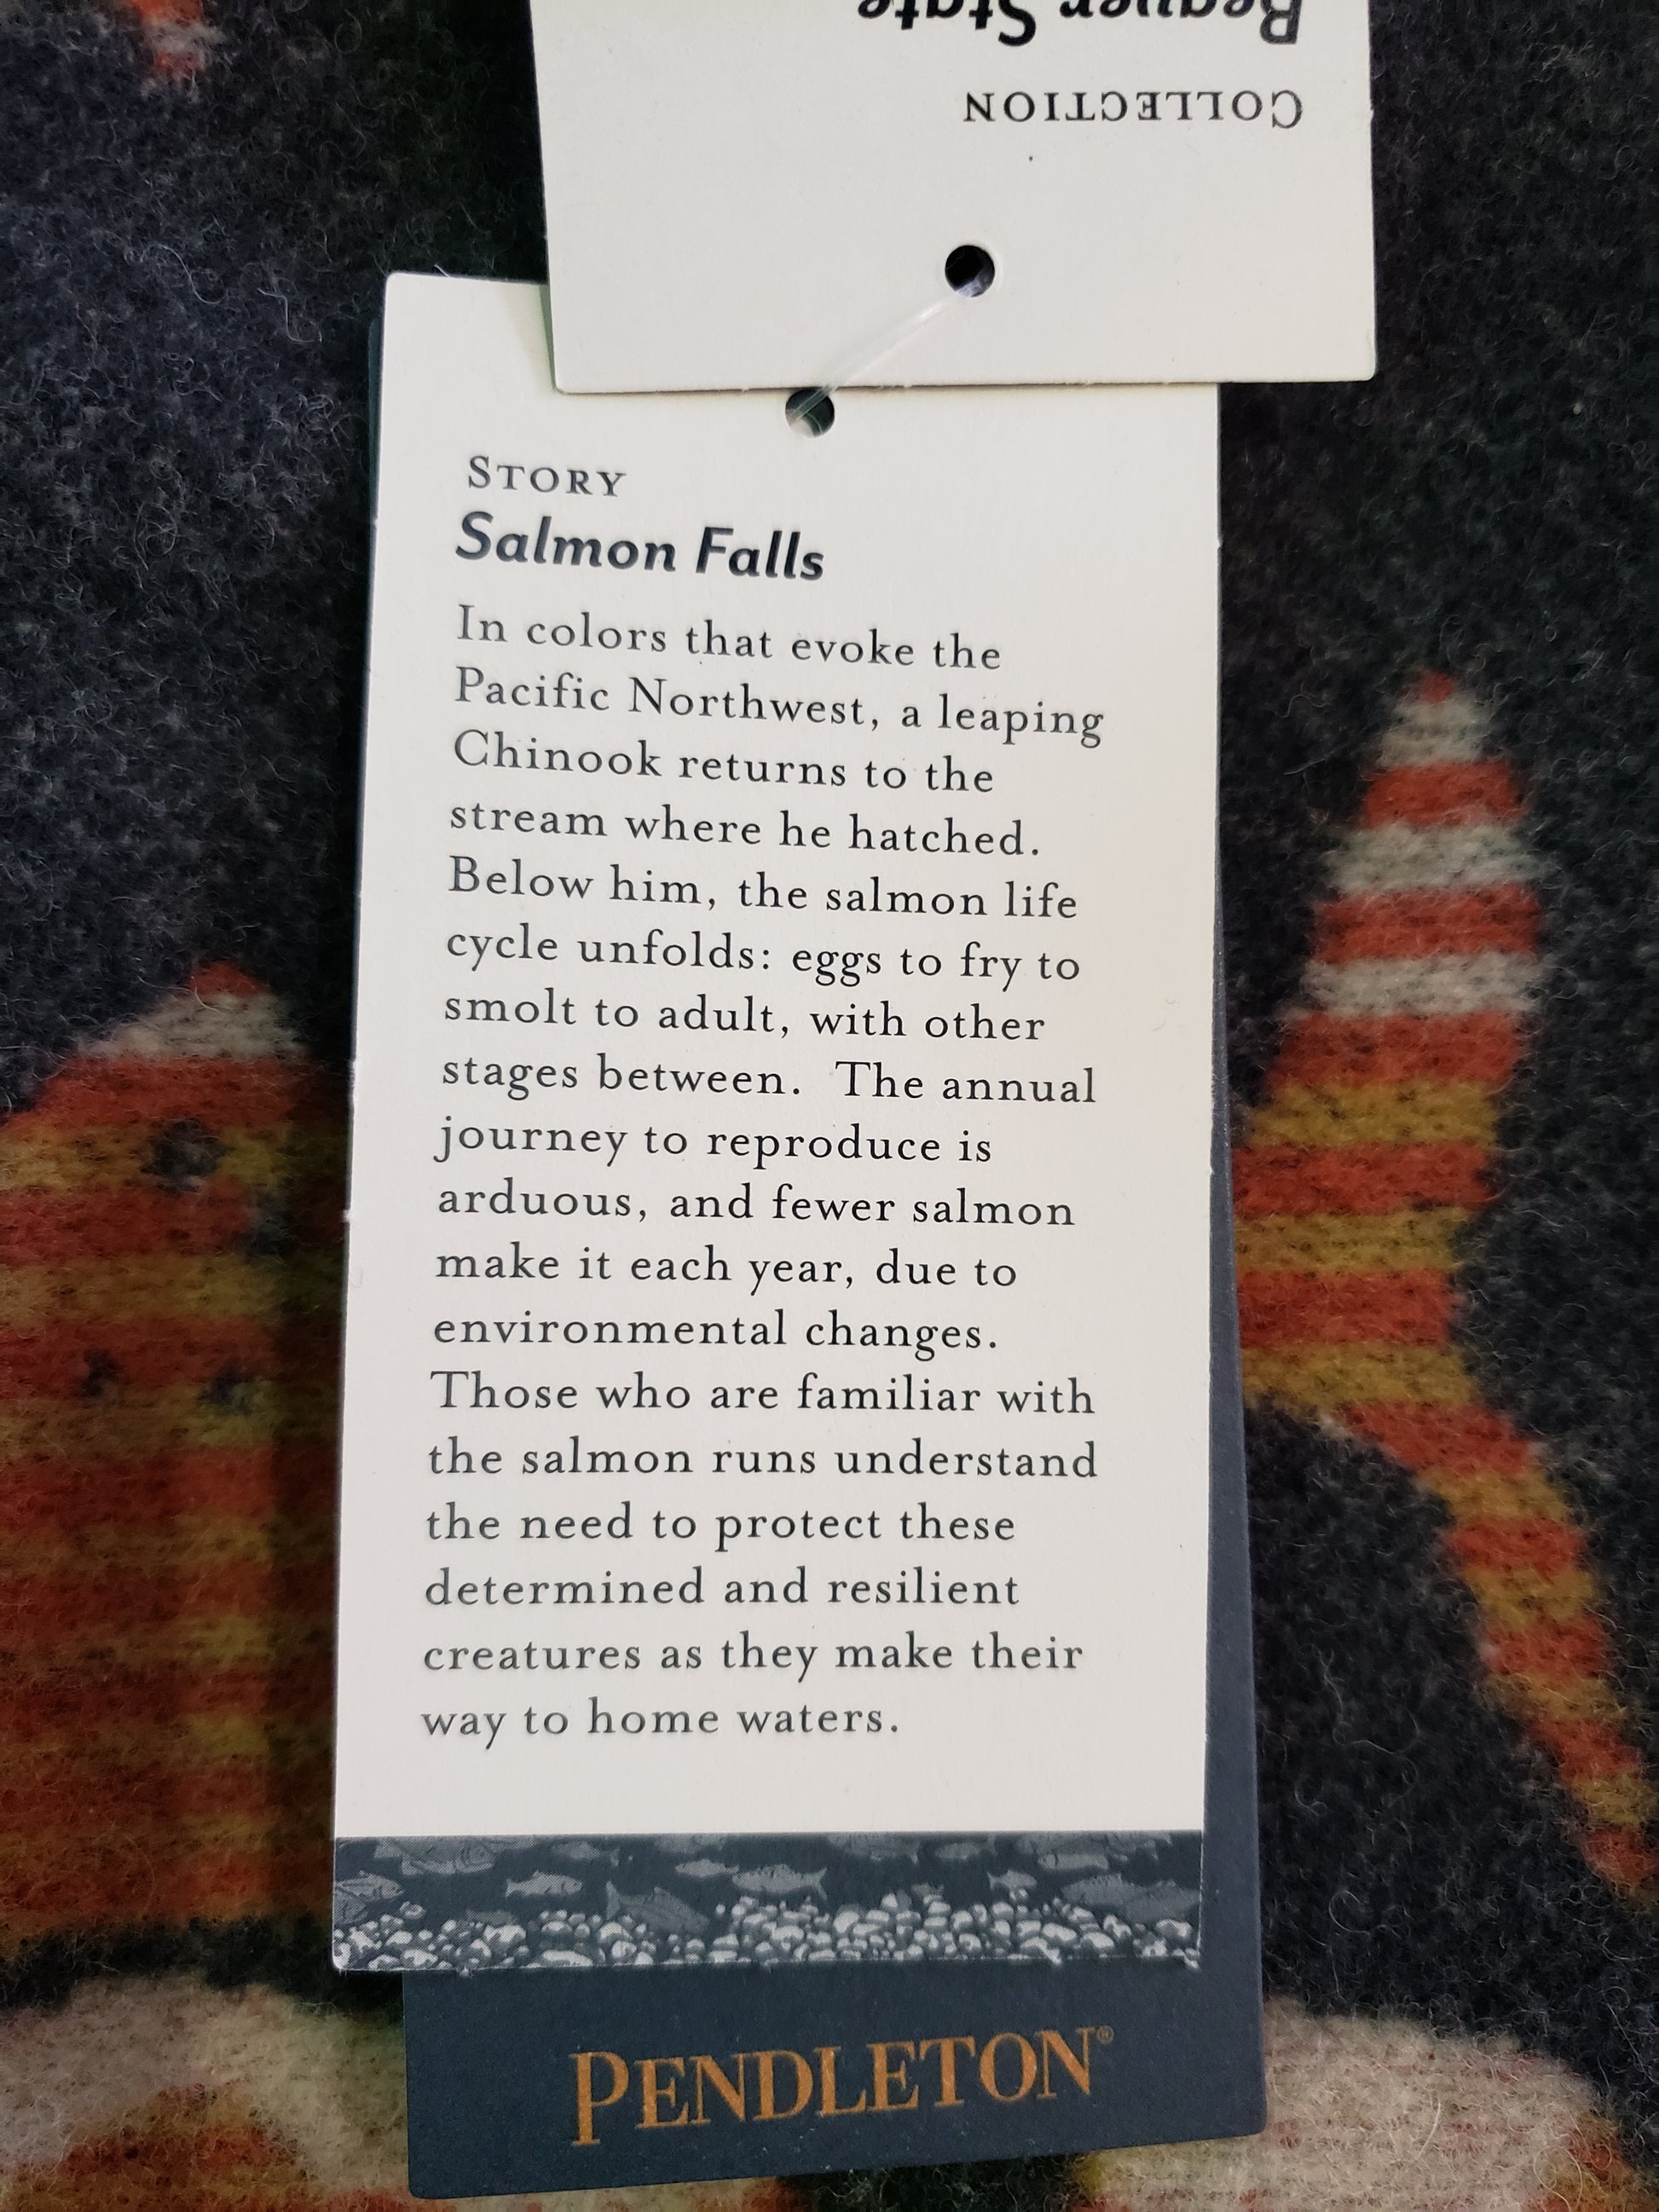 Beaver State
COLLECTION
STORY
Salmon Falls
In colors that evoke the
Pacific Northwest, a leaping
Chinook returns to the
stream where he hatched.
Below him, the salmon life
cycle unfolds: eggs to fry to
smolt to adult, with other
stages between.  The annual
journey to reproduce is
arduous, and fewer salmon
make it each year, due to
environmental changes.
Those who are familiar with
the salmon runs understand
the need to protect these
determined and resilient
creatures as they make their
way to home waters.
PENDLETON®